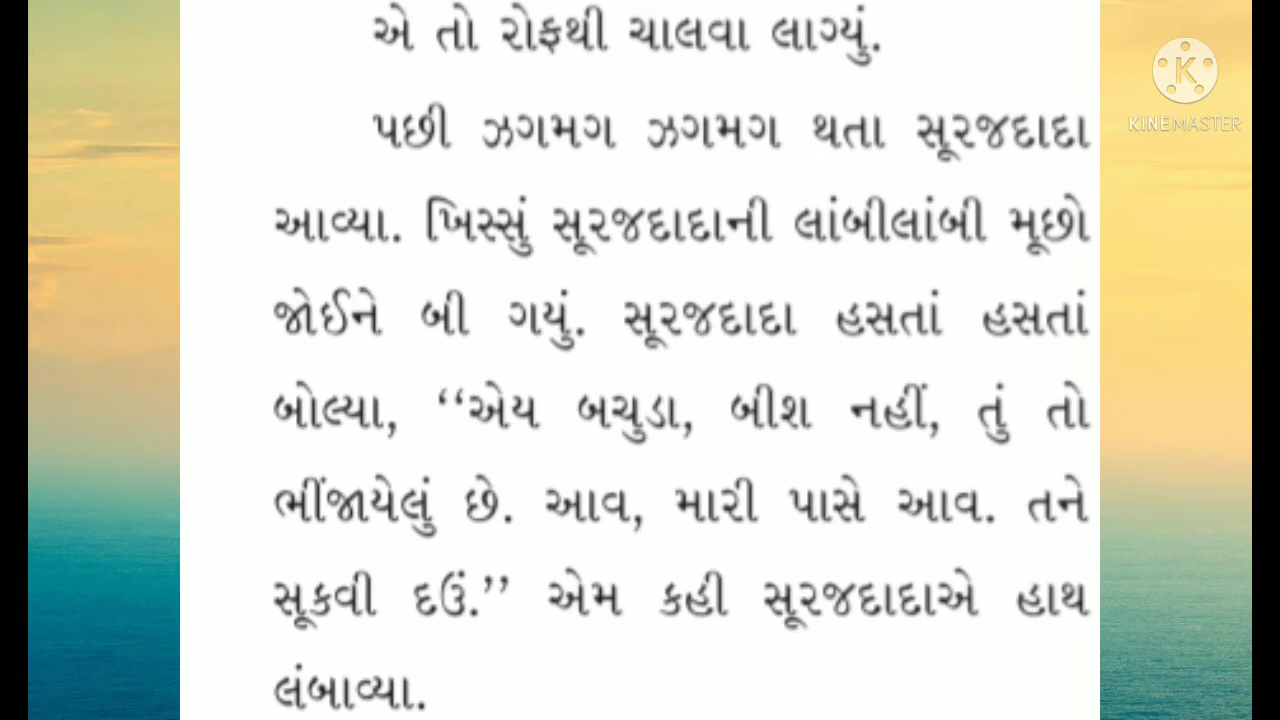 એ તો રોફથી ચાલવા લાગ્યું.
પછી ઝગમગ ઝગમગ થતા સૂરજદાદા
આવ્યા. ખિસ્સું સૂરજદાદાની લાંબીલાંબી મૂછો
જોઈને બી ગયું. સૂરજદાદા હસતાં હસતાં
બોલ્યા, ‘‘એય બચુડા, બીશ નહીં, તું તો
ભીંજાયેલું છે. આવ, મારી પાસે આવ. તને
સૂકવી દઉં.’’ એમ કહી સૂરજદાદાએ હાથ
લંબાવ્યા.
K
KINEMASTER